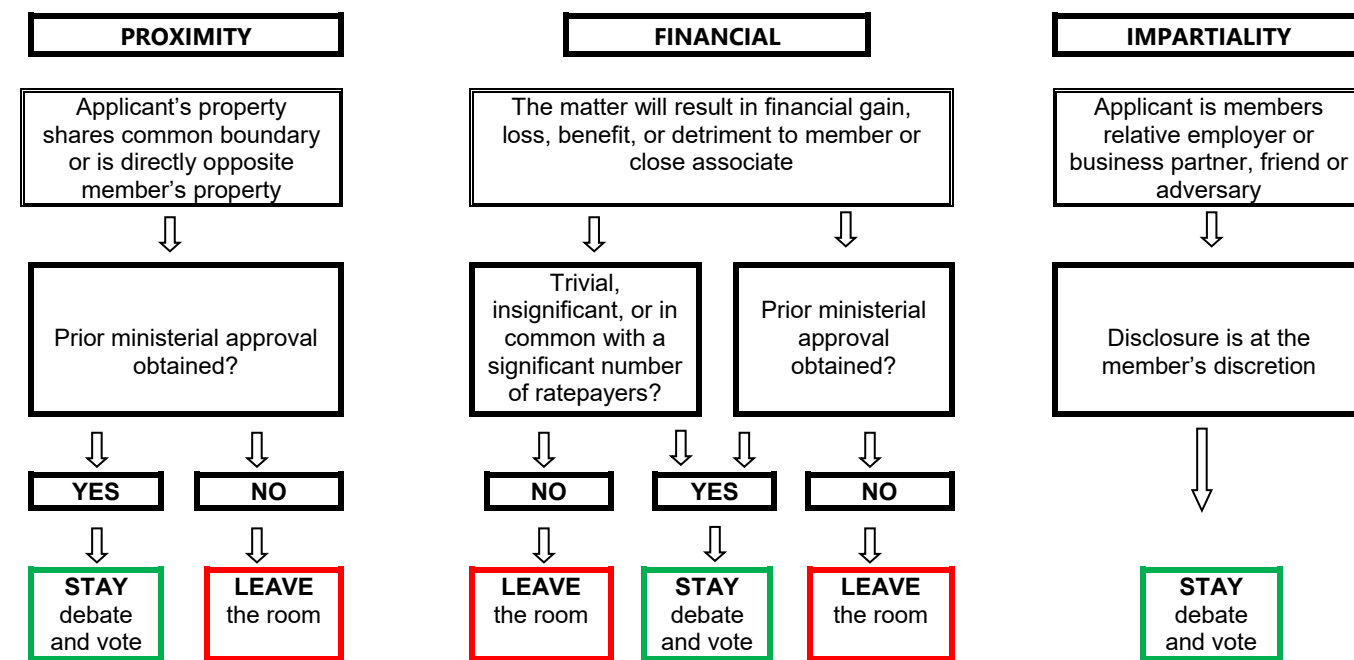 PROXIMITY
FINANCIAL
IMPARTIALITY
Applicant's property
shares common boundary
or is directly opposite
member's property
The matter will result in financial gain,
loss, benefit, or detriment to member or
close associate
Applicant is members
relative employer or
business partner, friend or
adversary
Prior ministerial approval
obtained?
Trivial,
insignificant, or in
common with a
significant number
of ratepayers?
Prior ministerial
approval
obtained?
Disclosure is at the
member's discretion
YES
NO
NO
YES
NO
STAY
debate
and vote
LEAVE
the room
LEAVE
the room
STAY
debate
and vote
LEAVE
the room
STAY
debate
and vote